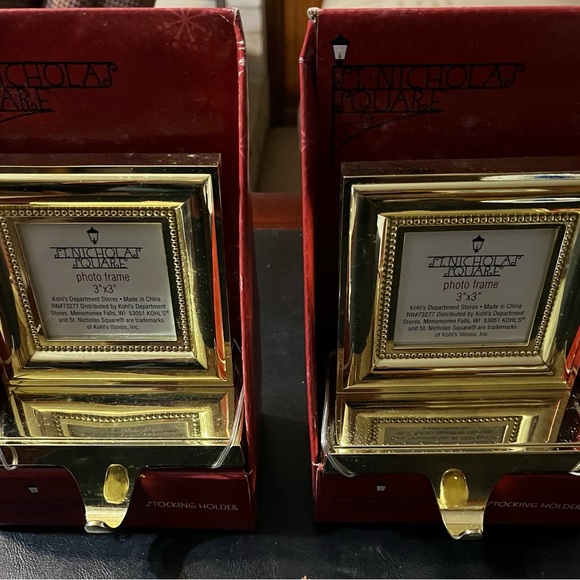 ST. NICHOLAS
SQUARE
ST. NICHOLAS
SQUARE
photo frame
3"x3"
Kohl's Department Stores • Made in China
RN#73277 Distributed by Kohl's Department
Stores, Menomonee Falls, WI 53051 KOHL'S®
and St. Nicholas Square® are trademarks
of Kohl's Illinois, Inc.
STOCKING HOLDER
ST. NICHOLAS
SQUARE
ST. NICHOLAS
SQUARE
photo frame
3"x3"
Kohl's Department Stores • Made in China
RN#73277 Distributed by Kohl's Department
Stores, Menomonee Falls, WI 53051 KOHL'S®
and St. Nicholas Square® are trademarks
of Kohl's Illinois, Inc.
STOCKING HOLDER